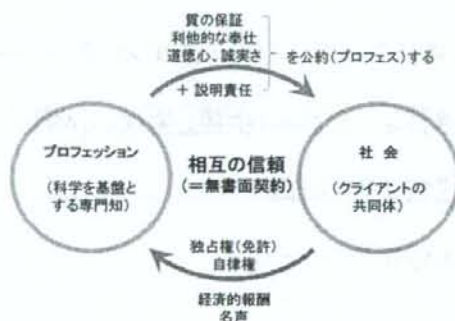 質の保証
利他的な奉仕
道徳心、誠実さ
を公約(プロフェス)する
+ 説明責任
プロフェッション
(科学を基盤と
する専門知)
相互の信頼
(=無書面契約)
社 会
(クライアントの
共同体)
独占権(免許)
自律権
経済的報酬
名声